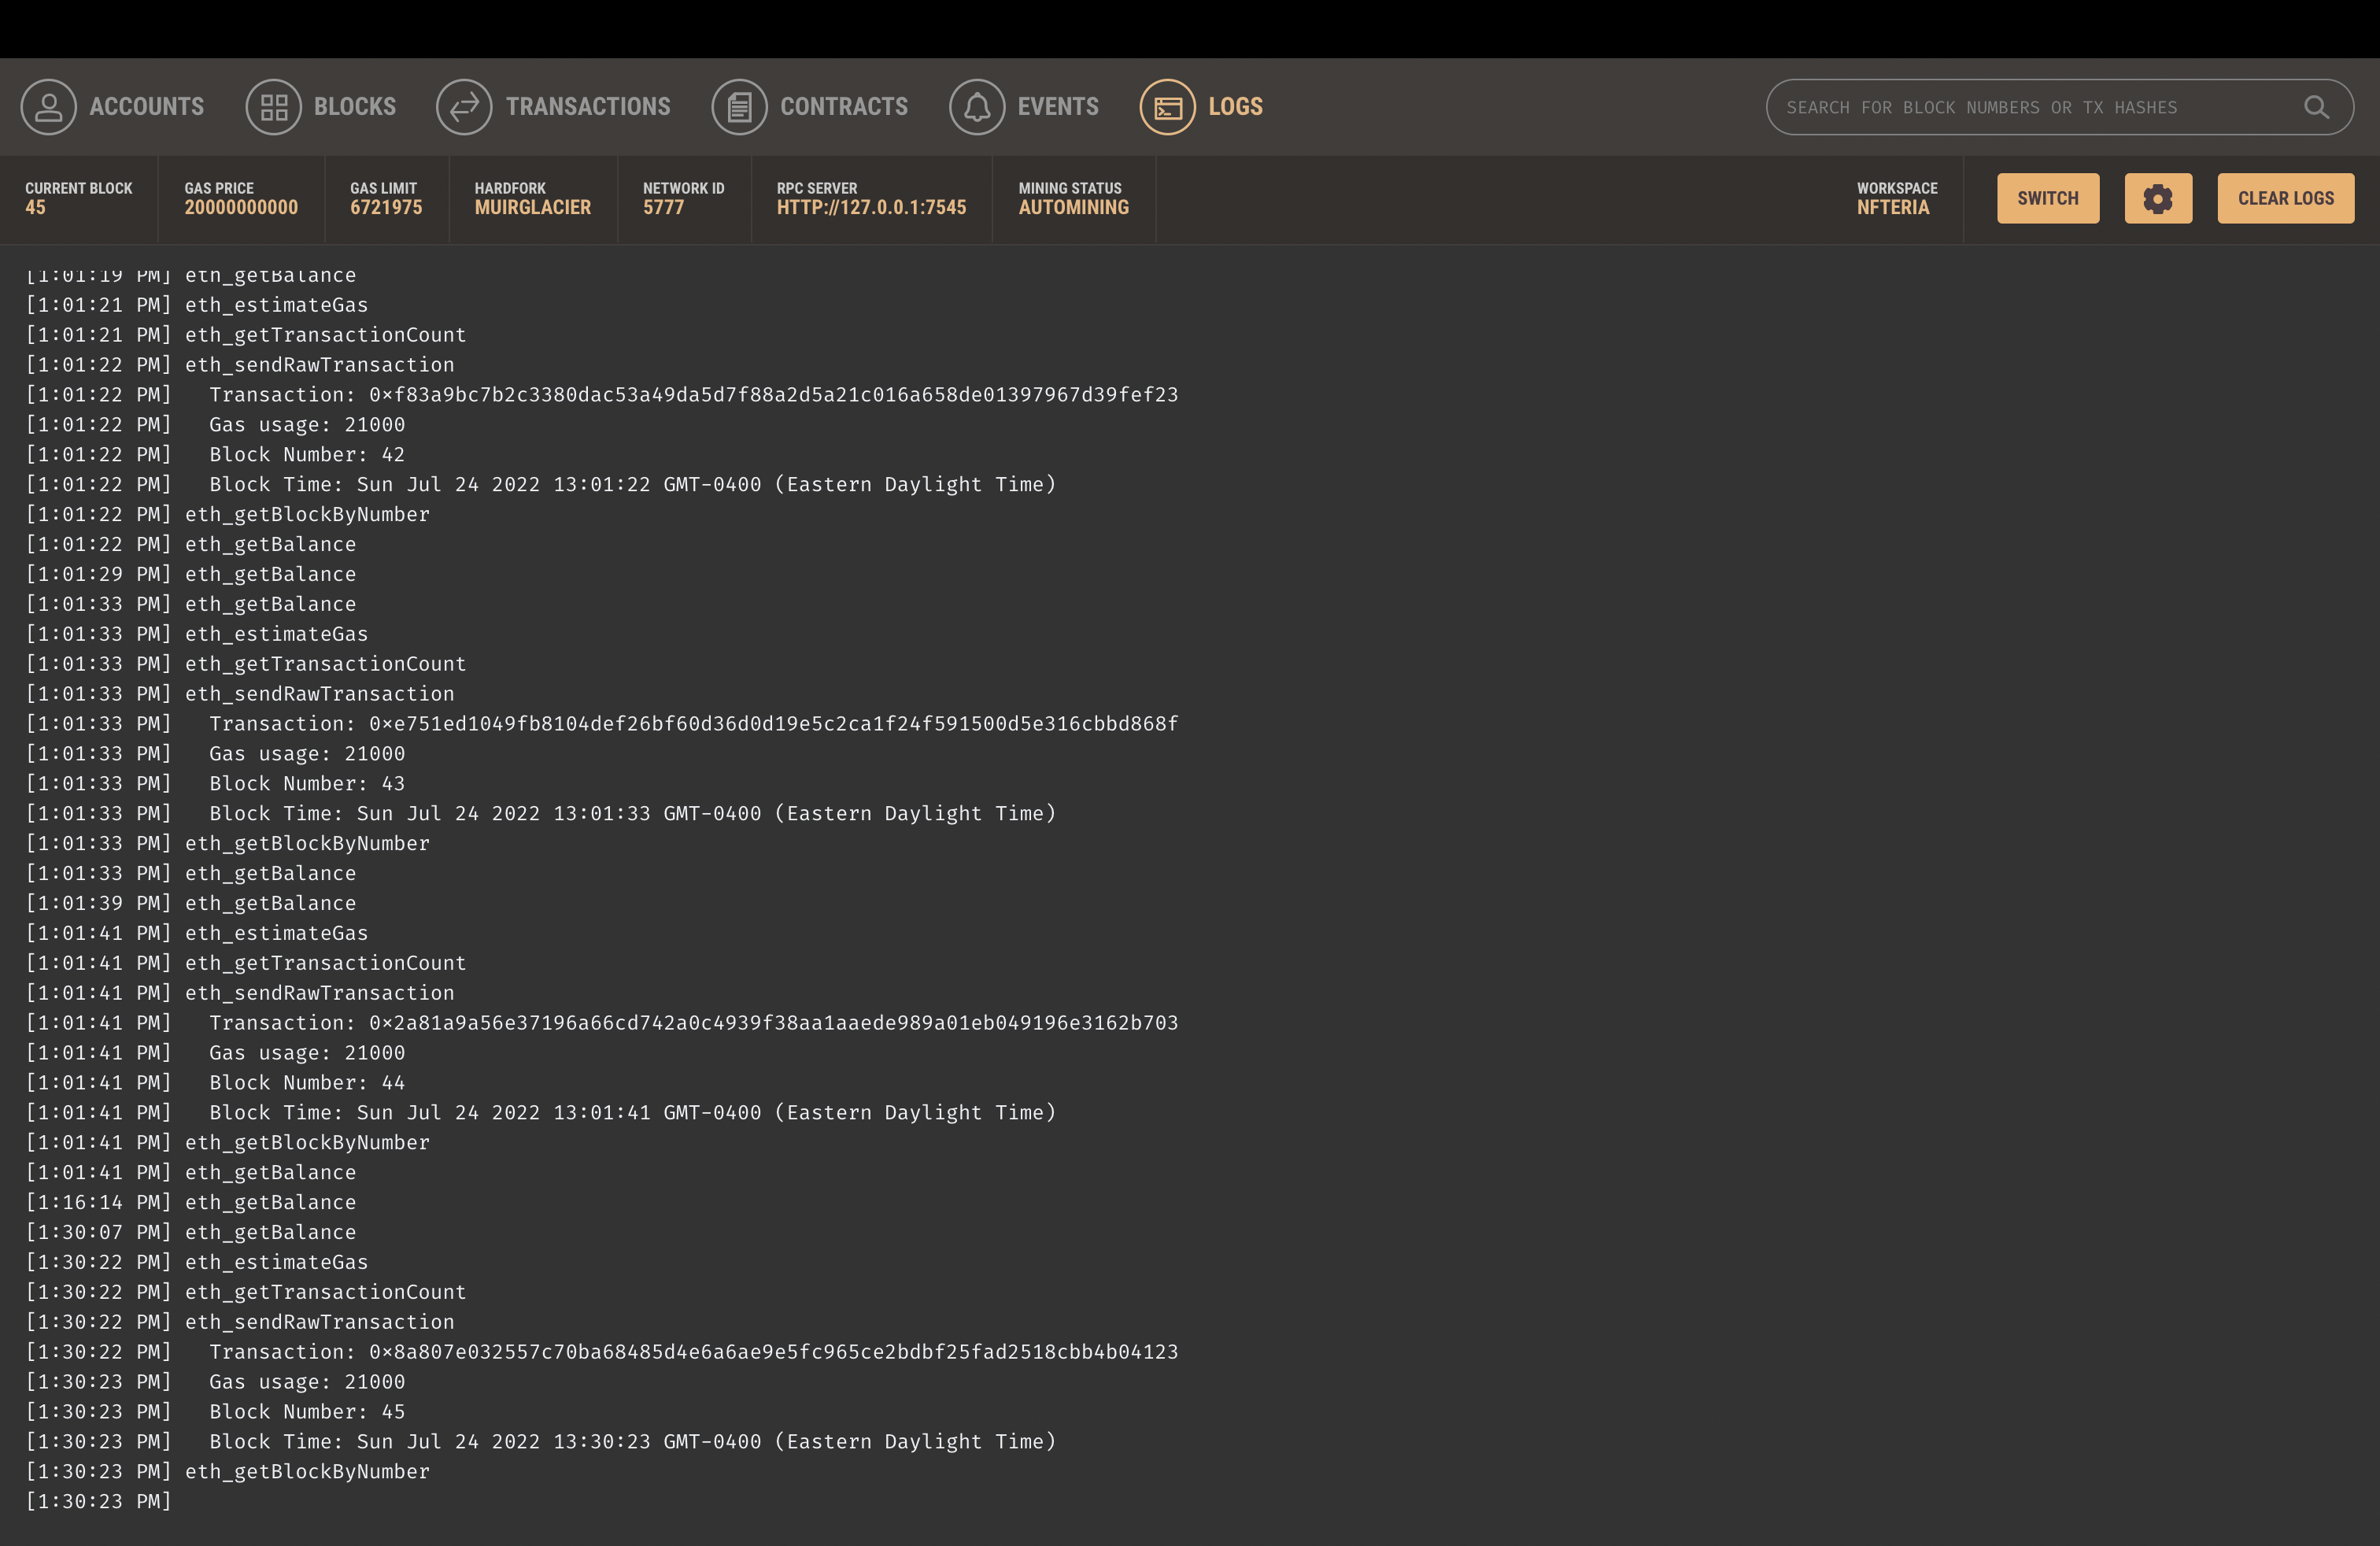 ACCOUNTS BLOCKS TRANSACTIONS CONTRACTS EVENTS LOGS SEARCH FOR BLOCK NUMBERS OR TX HASHES
CURRENT BLOCK GAS PRICE GAS LIMIT HARDFORK NETWORK ID RPC SERVER MINING STATUS WORKSPACE
45 20000000000 6721975 MUIRGLACIER 5777 HTTP://127.0.0.1:7545 AUTOMINING NFTERIA SWITCH CLEAR LOGS
[1:01:19 PM] eth_getBalance
[1:01:21 PM] eth_estimateGas
[1:01:21 PM] eth_getTransactionCount
[1:01:22 PM] eth_sendRawTransaction
[1:01:22 PM]   Transaction: 0×f83a9bc7b2c3380dac53a49da5d7f88a2d5a21c016a658de01397967d39fef23
[1:01:22 PM]   Gas usage: 21000
[1:01:22 PM]   Block Number: 42
[1:01:22 PM]   Block Time: Sun Jul 24 2022 13:01:22 GMT-0400 (Eastern Daylight Time)
[1:01:22 PM] eth_getBlockByNumber
[1:01:22 PM] eth_getBalance
[1:01:29 PM] eth_getBalance
[1:01:33 PM] eth_getBalance
[1:01:33 PM] eth_estimateGas
[1:01:33 PM] eth_getTransactionCount
[1:01:33 PM] eth_sendRawTransaction
[1:01:33 PM]   Transaction: 0×e751ed1049fb8104def26bf60d36d0d19e5c2ca1f24f591500d5e316cbbd868f
[1:01:33 PM]   Gas usage: 21000
[1:01:33 PM]   Block Number: 43
[1:01:33 PM]   Block Time: Sun Jul 24 2022 13:01:33 GMT-0400 (Eastern Daylight Time)
[1:01:33 PM] eth_getBlockByNumber
[1:01:33 PM] eth_getBalance
[1:01:39 PM] eth_getBalance
[1:01:41 PM] eth_estimateGas
[1:01:41 PM] eth_getTransactionCount
[1:01:41 PM] eth_sendRawTransaction
[1:01:41 PM]   Transaction: 0×2a81a9a56e37196a66cd742a0c4939f38aa1aaede989a01eb049196e3162b703
[1:01:41 PM]   Gas usage: 21000
[1:01:41 PM]   Block Number: 44
[1:01:41 PM]   Block Time: Sun Jul 24 2022 13:01:41 GMT-0400 (Eastern Daylight Time)
[1:01:41 PM] eth_getBlockByNumber
[1:01:41 PM] eth_getBalance
[1:16:14 PM] eth_getBalance
[1:30:07 PM] eth_getBalance
[1:30:22 PM] eth_estimateGas
[1:30:22 PM] eth_getTransactionCount
[1:30:22 PM] eth_sendRawTransaction
[1:30:22 PM]   Transaction: 0×8a807e032557c70ba68485d4e6a6ae9e5fc965ce2bdbf25fad2518cbb4b04123
[1:30:23 PM]   Gas usage: 21000
[1:30:23 PM]   Block Number: 45
[1:30:23 PM]   Block Time: Sun Jul 24 2022 13:30:23 GMT-0400 (Eastern Daylight Time)
[1:30:23 PM] eth_getBlockByNumber
[1:30:23 PM]